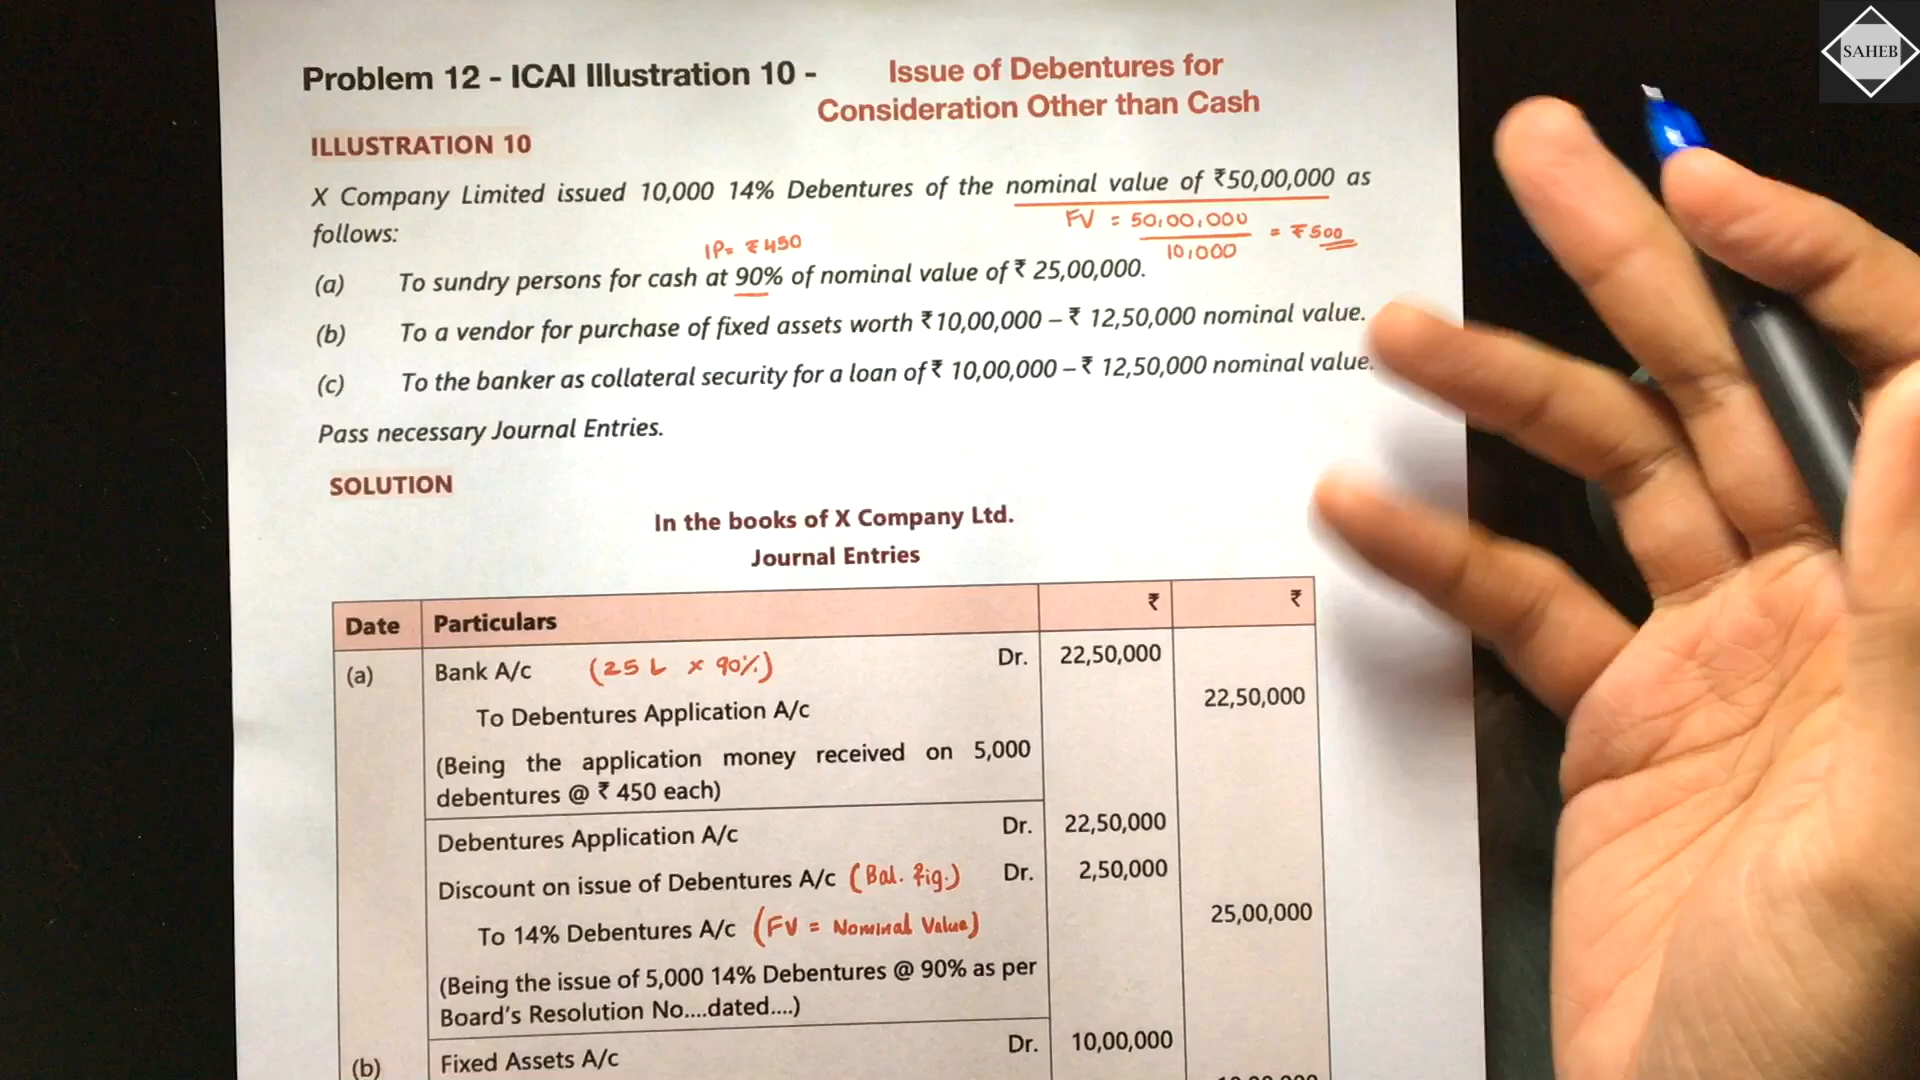 SAHEB
Problem 12 - ICAI Illustration 10 - Issue of Debentures for
Consideration Other than Cash
ILLUSTRATION 10
X Company Limited issued 10,000 14% Debentures of the nominal value of ₹50,00,000 as
follows:
FV = 50,00,000 / 10,000 = ₹500
IP= ₹450
(a) To sundry persons for cash at 90% of nominal value of ₹ 25,00,000.
(b) To a vendor for purchase of fixed assets worth ₹10,00,000 – ₹ 12,50,000 nominal value.
(c) To the banker as collateral security for a loan of ₹ 10,00,000 – ₹ 12,50,000 nominal value.
Pass necessary Journal Entries.
SOLUTION
In the books of X Company Ltd.
Journal Entries
Date Particulars ₹ ₹
(a) Bank A/c (25 L × 90%) Dr. 22,50,000
To Debentures Application A/c 22,50,000
(Being the application money received on 5,000
debentures @ ₹ 450 each)
Debentures Application A/c Dr. 22,50,000
Discount on issue of Debentures A/c (Bal. fig.) Dr. 2,50,000
To 14% Debentures A/c (FV = Nominal Value) 25,00,000
(Being the issue of 5,000 14% Debentures @ 90% as per
Board's Resolution No....dated....)
(b) Fixed Assets A/c Dr. 10,00,000